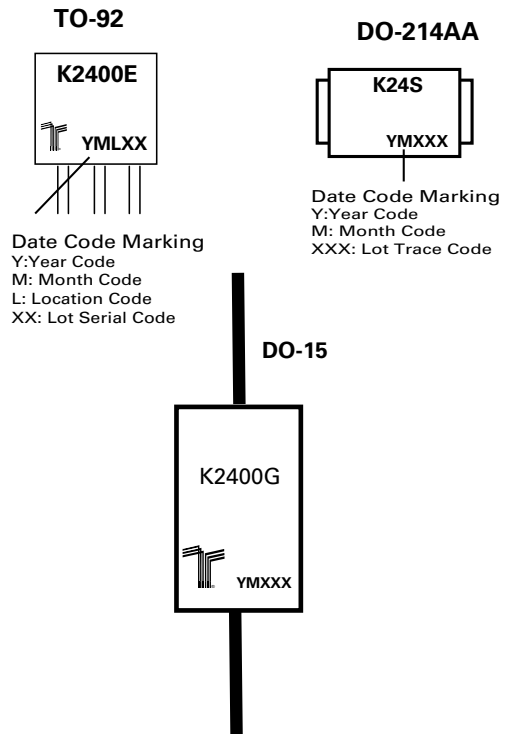 TO-92
K2400E
YMLXX
Date Code Marking
Y:Year Code
M: Month Code
L: Location Code
XX: Lot Serial Code
DO-214AA
K24S
YMXXX
Date Code Marking
Y:Year Code
M: Month Code
XXX: Lot Trace Code
DO-15
K2400G
YMXXX